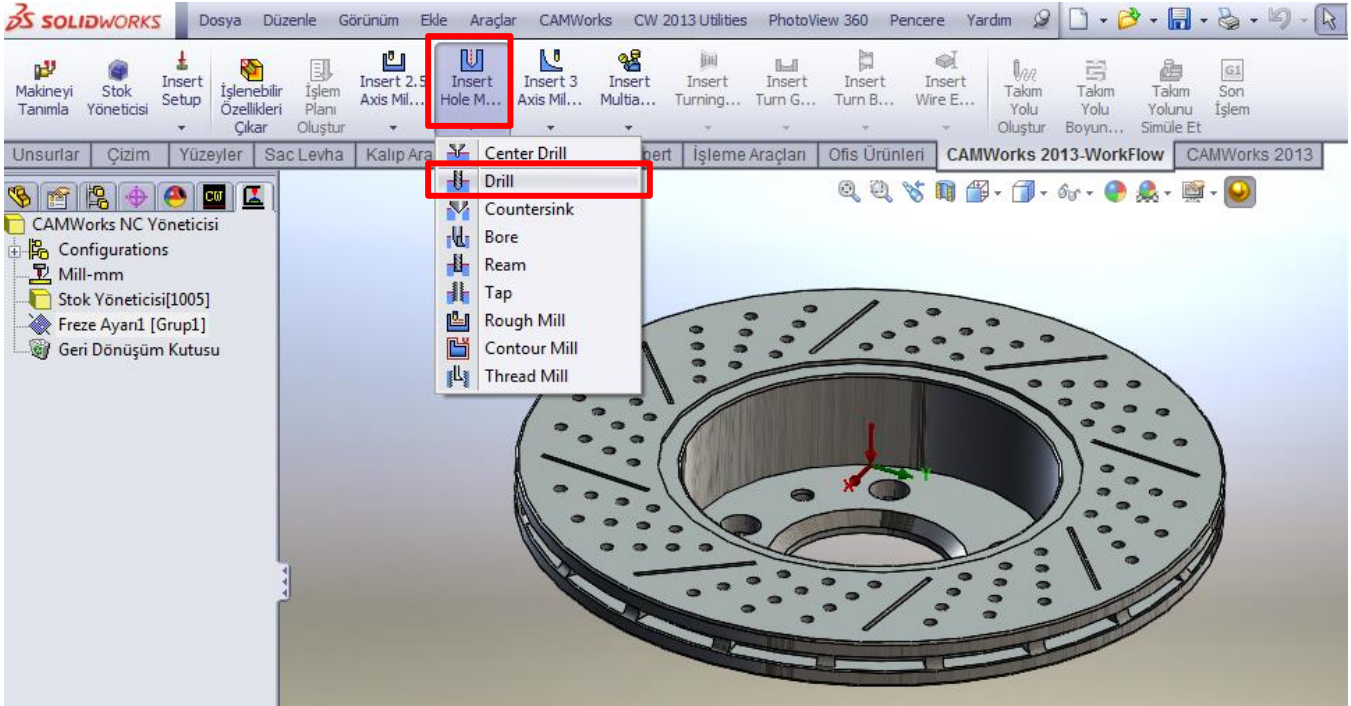 SOLIDWORKS Dosya Düzenle Görünüm Ekle Araçlar CAMWorks CW 2013 Utilities PhotoView 360 Pencere Yardım
Makineyi Tanımla
Stok Yöneticisi
Insert Setup
İşlenebilir Özellikleri Çıkar
İşlem Planı Oluştur
Insert 2.5 Axis Mil...
Insert Hole M...
Insert 3 Axis Mil...
Insert Multia...
Insert Turning...
Insert Turn G...
Insert Turn B...
Insert Wire E...
Takım Yolu Oluştur
Takım Yolu Boyun...
Takım Yolunu Simüle Et
G1
Son İşlem
Unsurlar Çizim Yüzeyler Sac Levha Kalıp Ara pert İşleme Araçları Ofis Ürünleri CAMWorks 2013-WorkFlow CAMWorks 2013
Center Drill
Drill
Countersink
Bore
Ream
Tap
Rough Mill
Contour Mill
Thread Mill
CW
CAMWorks NC Yöneticisi
Configurations
Mill-mm
Stok Yöneticisi[1005]
Freze Ayarı1 [Grup1]
Geri Dönüşüm Kutusu
X
Y